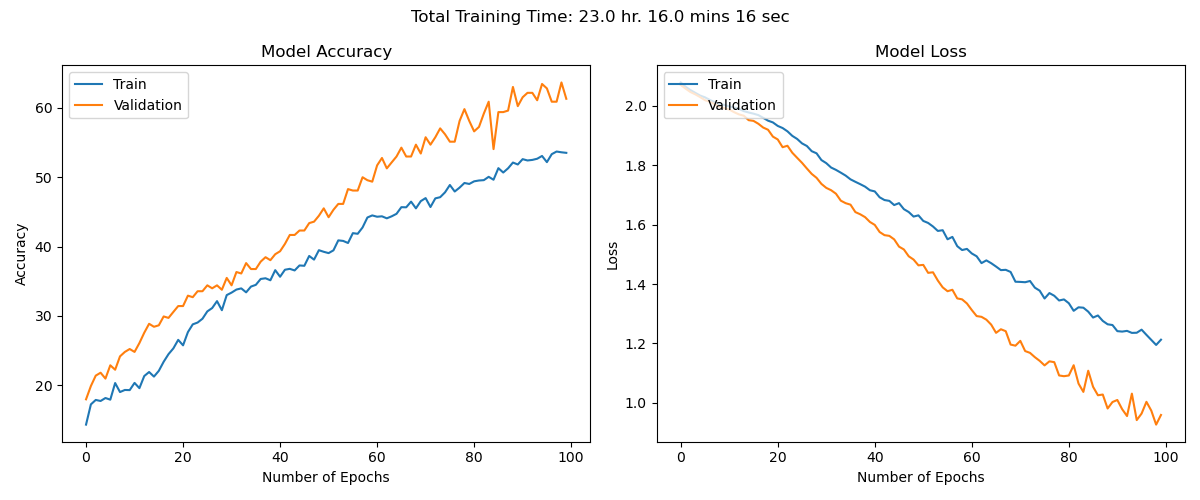 Total Training Time: 23.0 hr. 16.0 mins 16 sec
Model Accuracy
Train
Validation
60
50
40
30
20
Accuracy
0 20 40 60 80 100
Number of Epochs
Model Loss
Train
Validation
2.0
1.8
1.6
1.4
1.2
1.0
Loss
0 20 40 60 80 100
Number of Epochs